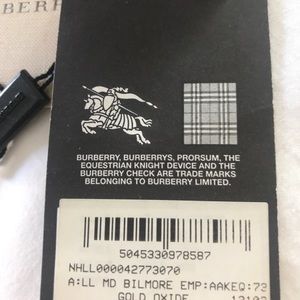 BERBE
BURBERRY, BURBERRYS, PRORSUM, THE
EQUESTRIAN KNIGHT DEVICE AND THE
BURBERRY CHECK ARE TRADE MARKS
BELONGING TO BURBERRY LIMITED.
5045330978587
NHLL000042773070
A:LL MD BILMORE EMP:AAKEQ:72
GOLD OXIDE